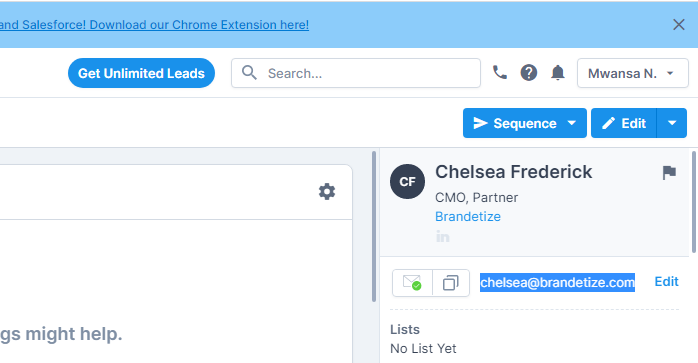 and Salesforce! Download our Chrome Extension here!
Get Unlimited Leads
Search...
Mwansa N.
Sequence
Edit
CF
Chelsea Frederick
CMO, Partner
Brandetize
in
chelsea@brandetize.com
Edit
gs might help.
Lists
No List Yet